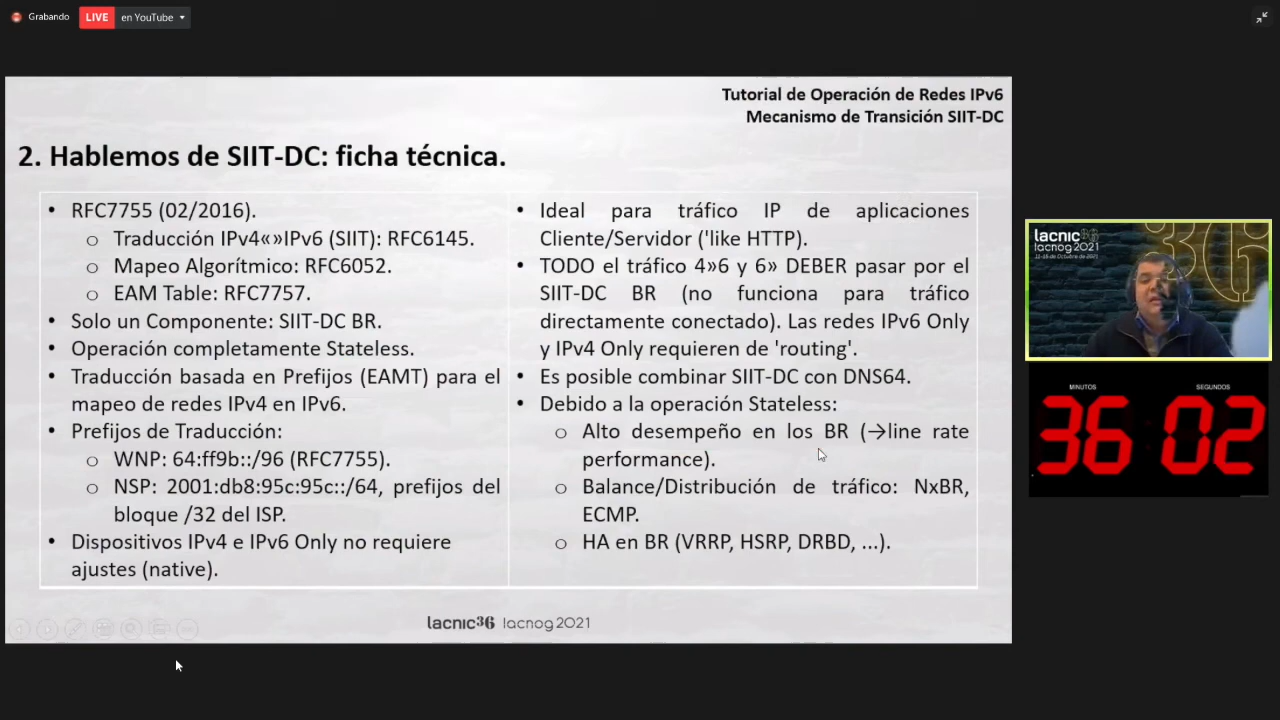 Grabando
LIVE en YouTube
Tutorial de Operación de Redes IPv6
Mecanismo de Transición SIIT-DC
2. Hablemos de SIIT-DC: ficha técnica.
• RFC7755 (02/2016).
o Traducción IPv4«»IPv6 (SIIT): RFC6145.
o Mapeo Algorítmico: RFC6052.
o EAM Table: RFC7757.
• Solo un Componente: SIIT-DC BR.
• Operación completamente Stateless.
• Traducción basada en Prefijos (EAMT) para el
mapeo de redes IPv4 en IPv6.
• Prefijos de Traducción:
o WNP: 64:ff9b::/96 (RFC7755).
o NSP: 2001:db8:95c:95c::/64, prefijos del
bloque /32 del ISP.
• Dispositivos IPv4 e IPv6 Only no requiere
ajustes (native).
• Ideal para tráfico IP de aplicaciones
Cliente/Servidor ('like HTTP).
• TODO el tráfico 4»6 y 6» DEBER pasar por el
SIIT-DC BR (no funciona para tráfico
directamente conectado). Las redes IPv6 Only
y IPv4 Only requieren de 'routing'.
• Es posible combinar SIIT-DC con DNS64.
• Debido a la operación Stateless:
o Alto desempeño en los BR (→line rate
performance).
o Balance/Distribución de tráfico: NxBR,
ECMP.
o HA en BR (VRRP, HSRP, DRBD, ...).
lacnic36 lacnog2021
lacnic36
lacnog2021
MINUTOS SEGUNDOS
36 02